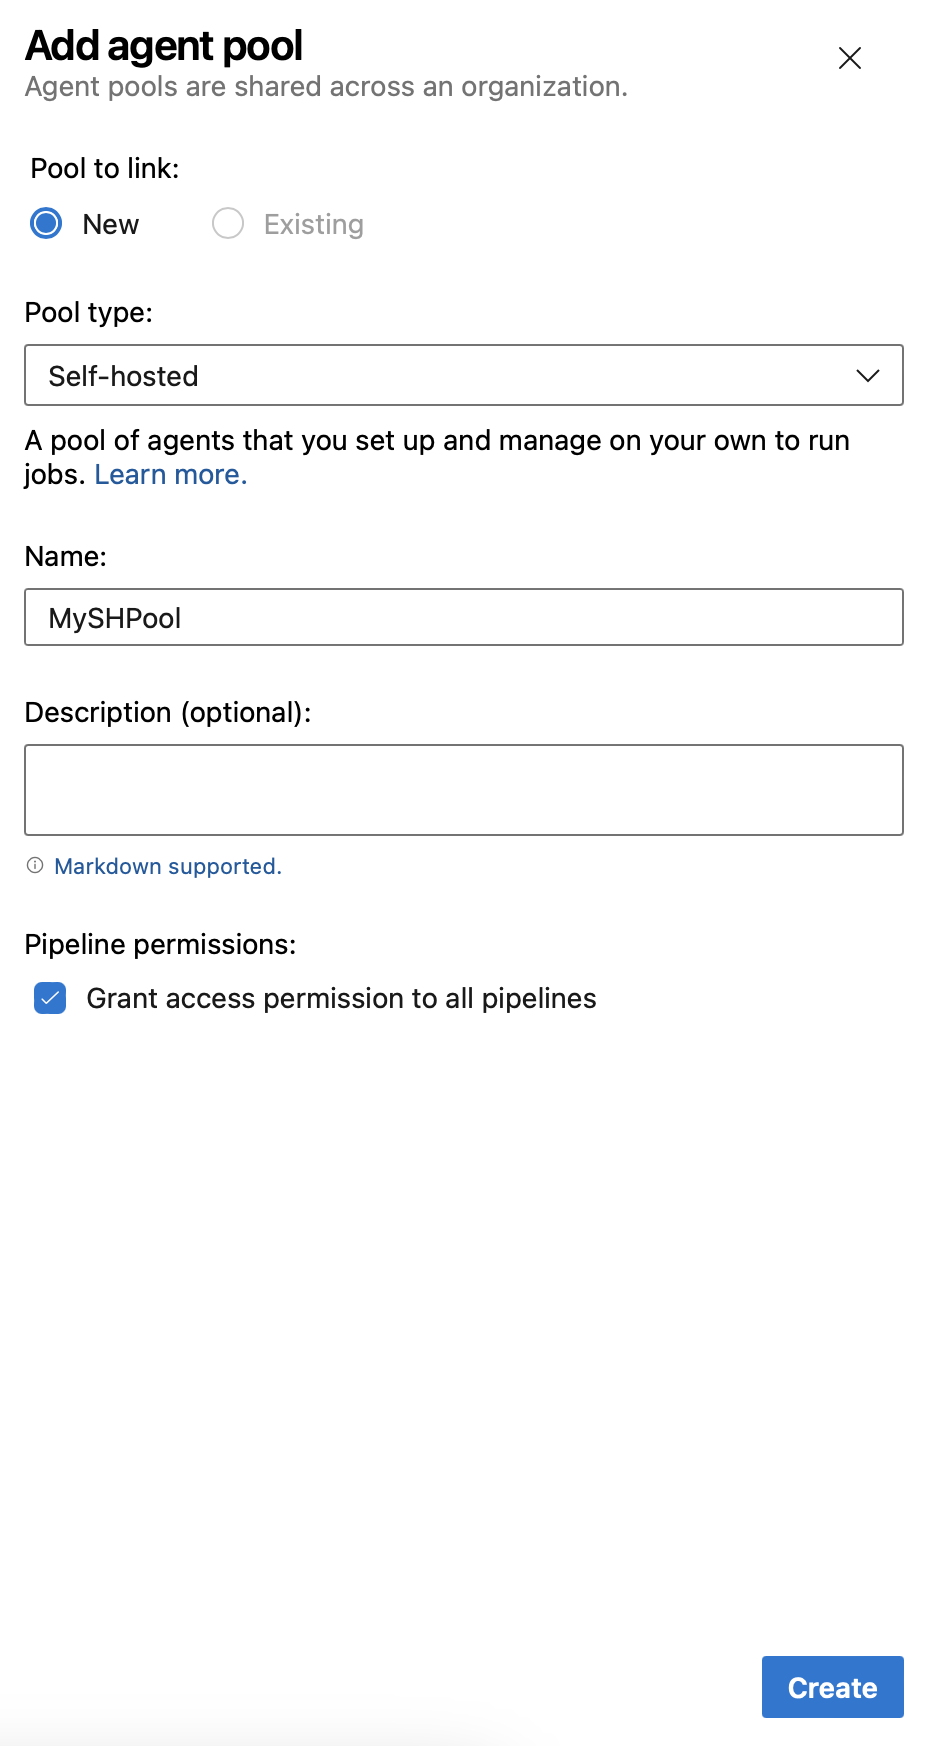 Add agent pool
Agent pools are shared across an organization.
Pool to link:
New
Existing
Pool type:
Self-hosted
A pool of agents that you set up and manage on your own to run
jobs. Learn more.
Name:
MySHPool
Description (optional):
Markdown supported.
Pipeline permissions:
Grant access permission to all pipelines
Create